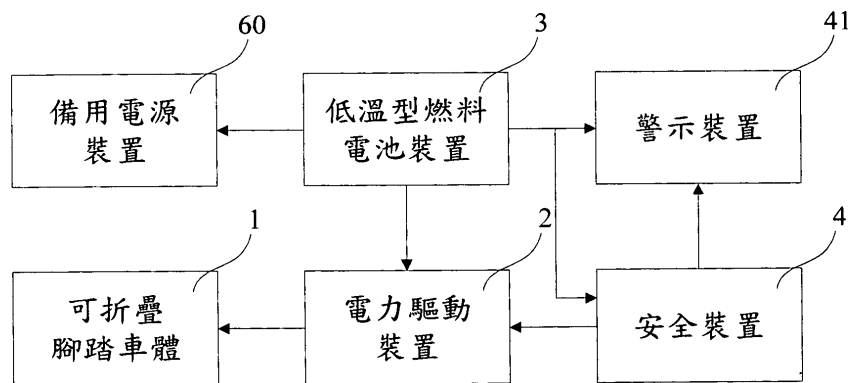 60
備用電源
裝置
3
低溫型燃料
電池裝置
41
警示裝置
1
可折疊
腳踏車體
2
電力驅動
裝置
4
安全裝置